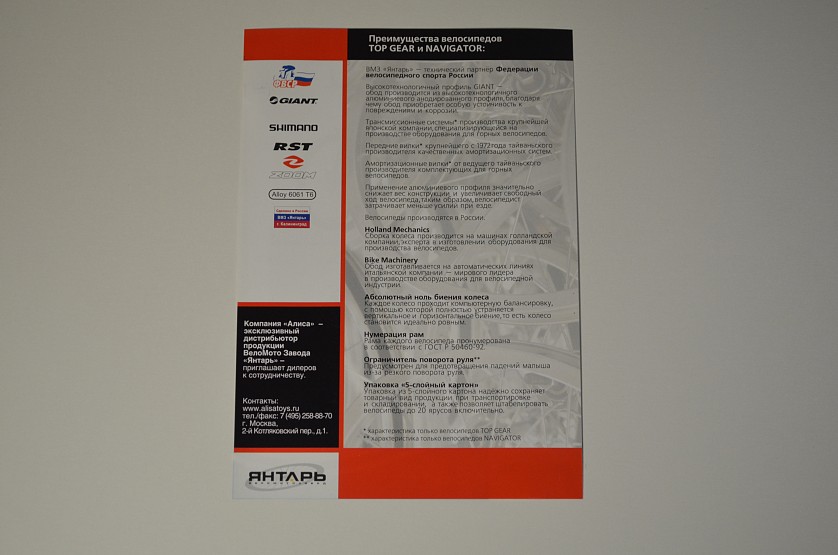 Преимущества велосипедов
TOP GEAR и NAVIGATOR:
ФВСР
GIANT
SHIMANO
RST
ZOOM
Alloy 6061 T6
Сделано в России
ВМЗ «Янтарь»
г. Калининград
ВМЗ «Янтарь» – технический партнер Федерации
велосипедного спорта России
Высокотехнологичный профиль GIANT –
обод производится из высокотехнологичного
алюминиевого анодированного профиля, благодаря
чему обод приобретает особую устойчивость к
повреждениям и коррозии.
Трансмиссионные системы* производства крупнейшей
японской компании, специализирующейся на
производстве оборудования для горных велосипедов.
Передние вилки* крупнейшего с 1972 года тайваньского
производителя качественных амортизационных систем
Амортизационные вилки* от ведущего тайваньского
производителя комплектующих для горных
велосипедов.
Применение алюминиевого профиля значительно
снижает вес конструкции, и увеличивает свободный
ход велосипеда, таким образом, велосипедист
затрачивает меньше усилий при езде.
Велосипеды производятся в России.
Holland Mechanics
Сборка колеса производится на машинах голландской
компании, эксперта в изготовлении оборудования для
производства велосипедов.
Bike Machinery
Обод изготавливается на автоматических линиях
итальянской компании – мирового лидера
в производстве оборудования для велосипедной
индустрии.
Абсолютный ноль биения колеса
Каждое колесо проходит компьютерную балансировку,
с помощью которой полностью устраняется
вертикальное и горизонтальное биение, то есть колесо
становится идеально ровным.
Нумерация рам
Рама каждого велосипеда пронумерована
в соответствии с ГОСТ Р 50460-92.
Ограничитель поворота руля**
Предусмотрен для предотвращения падений малыша
из-за резкого поворота руля.
Упаковка «5-слойный картон»
Упаковка из 5-слойного картона надежно сохраняет
товарный вид продукции при транспортировке
и складировании, а также позволяет штабелировать
велосипеды до 20 ярусов включительно.
* характеристика только велосипедов TOP GEAR
** характеристика только велосипедов NAVIGATOR
Компания «Алиса» –
эксклюзивный
дистрибьютор
продукции
ВелоМото Завода
«Янтарь» –
приглашает дилеров
к сотрудничеству.
Контакты:
www.alisatoys.ru
тел./факс: 7 (495) 258-88-70
г. Москва,
2-й Котляковский пер., д.1.
ЯНТАРЬ